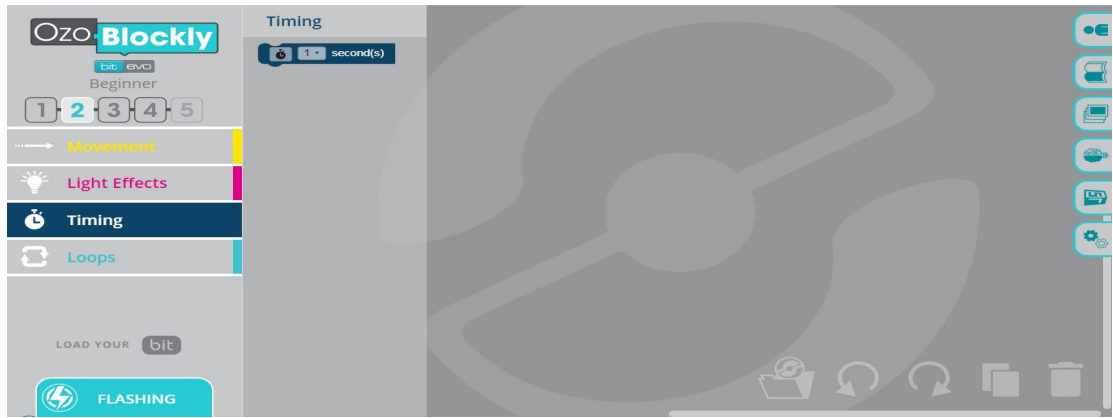 Ozo Blockly
bit evo
Beginner
1 2 3 4 5
Movement
Light Effects
Timing
Loops
LOAD YOUR bit
FLASHING
Timing
1 second(s)